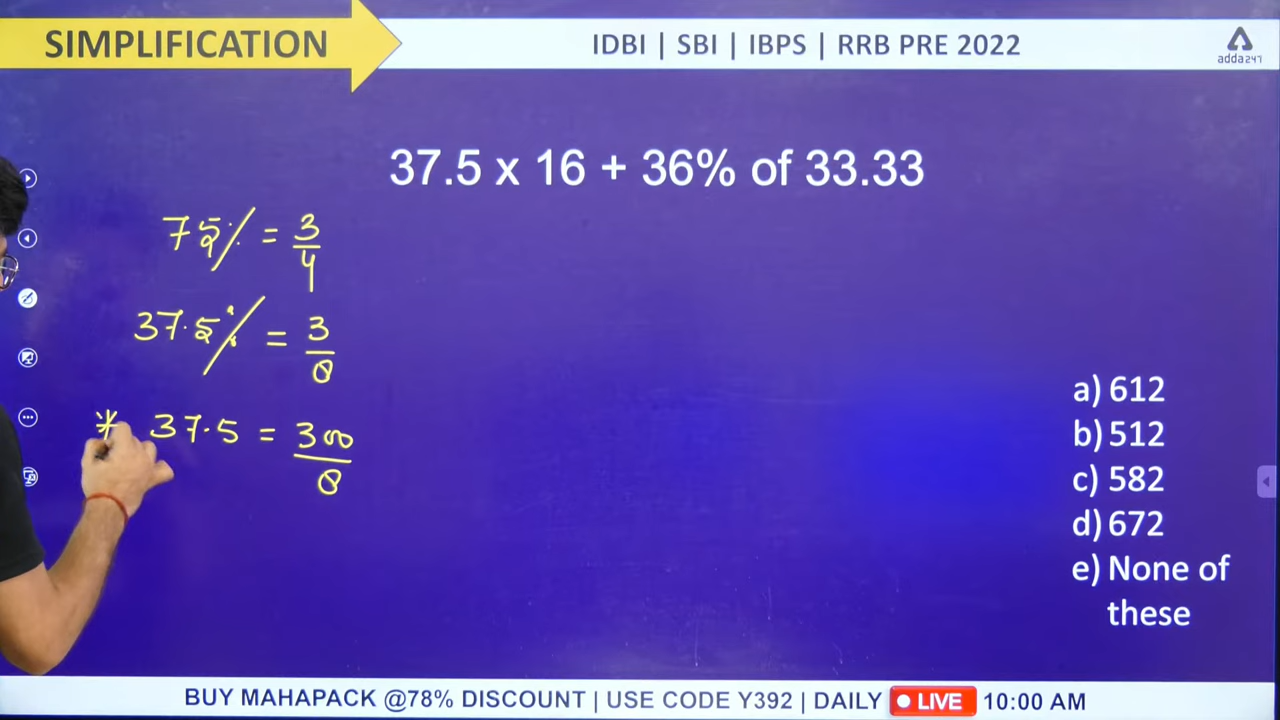 SIMPLIFICATION
IDBI | SBI | IBPS | RRB PRE 2022
adda247
37.5 x 16 + 36% of 33.33
75% = 3/4
37.5% = 3/8
* 37.5 = 300/8
a) 612
b) 512
c) 582
d) 672
e) None of
these
BUY MAHAPACK @78% DISCOUNT | USE CODE Y392 | DAILY LIVE 10:00 AM